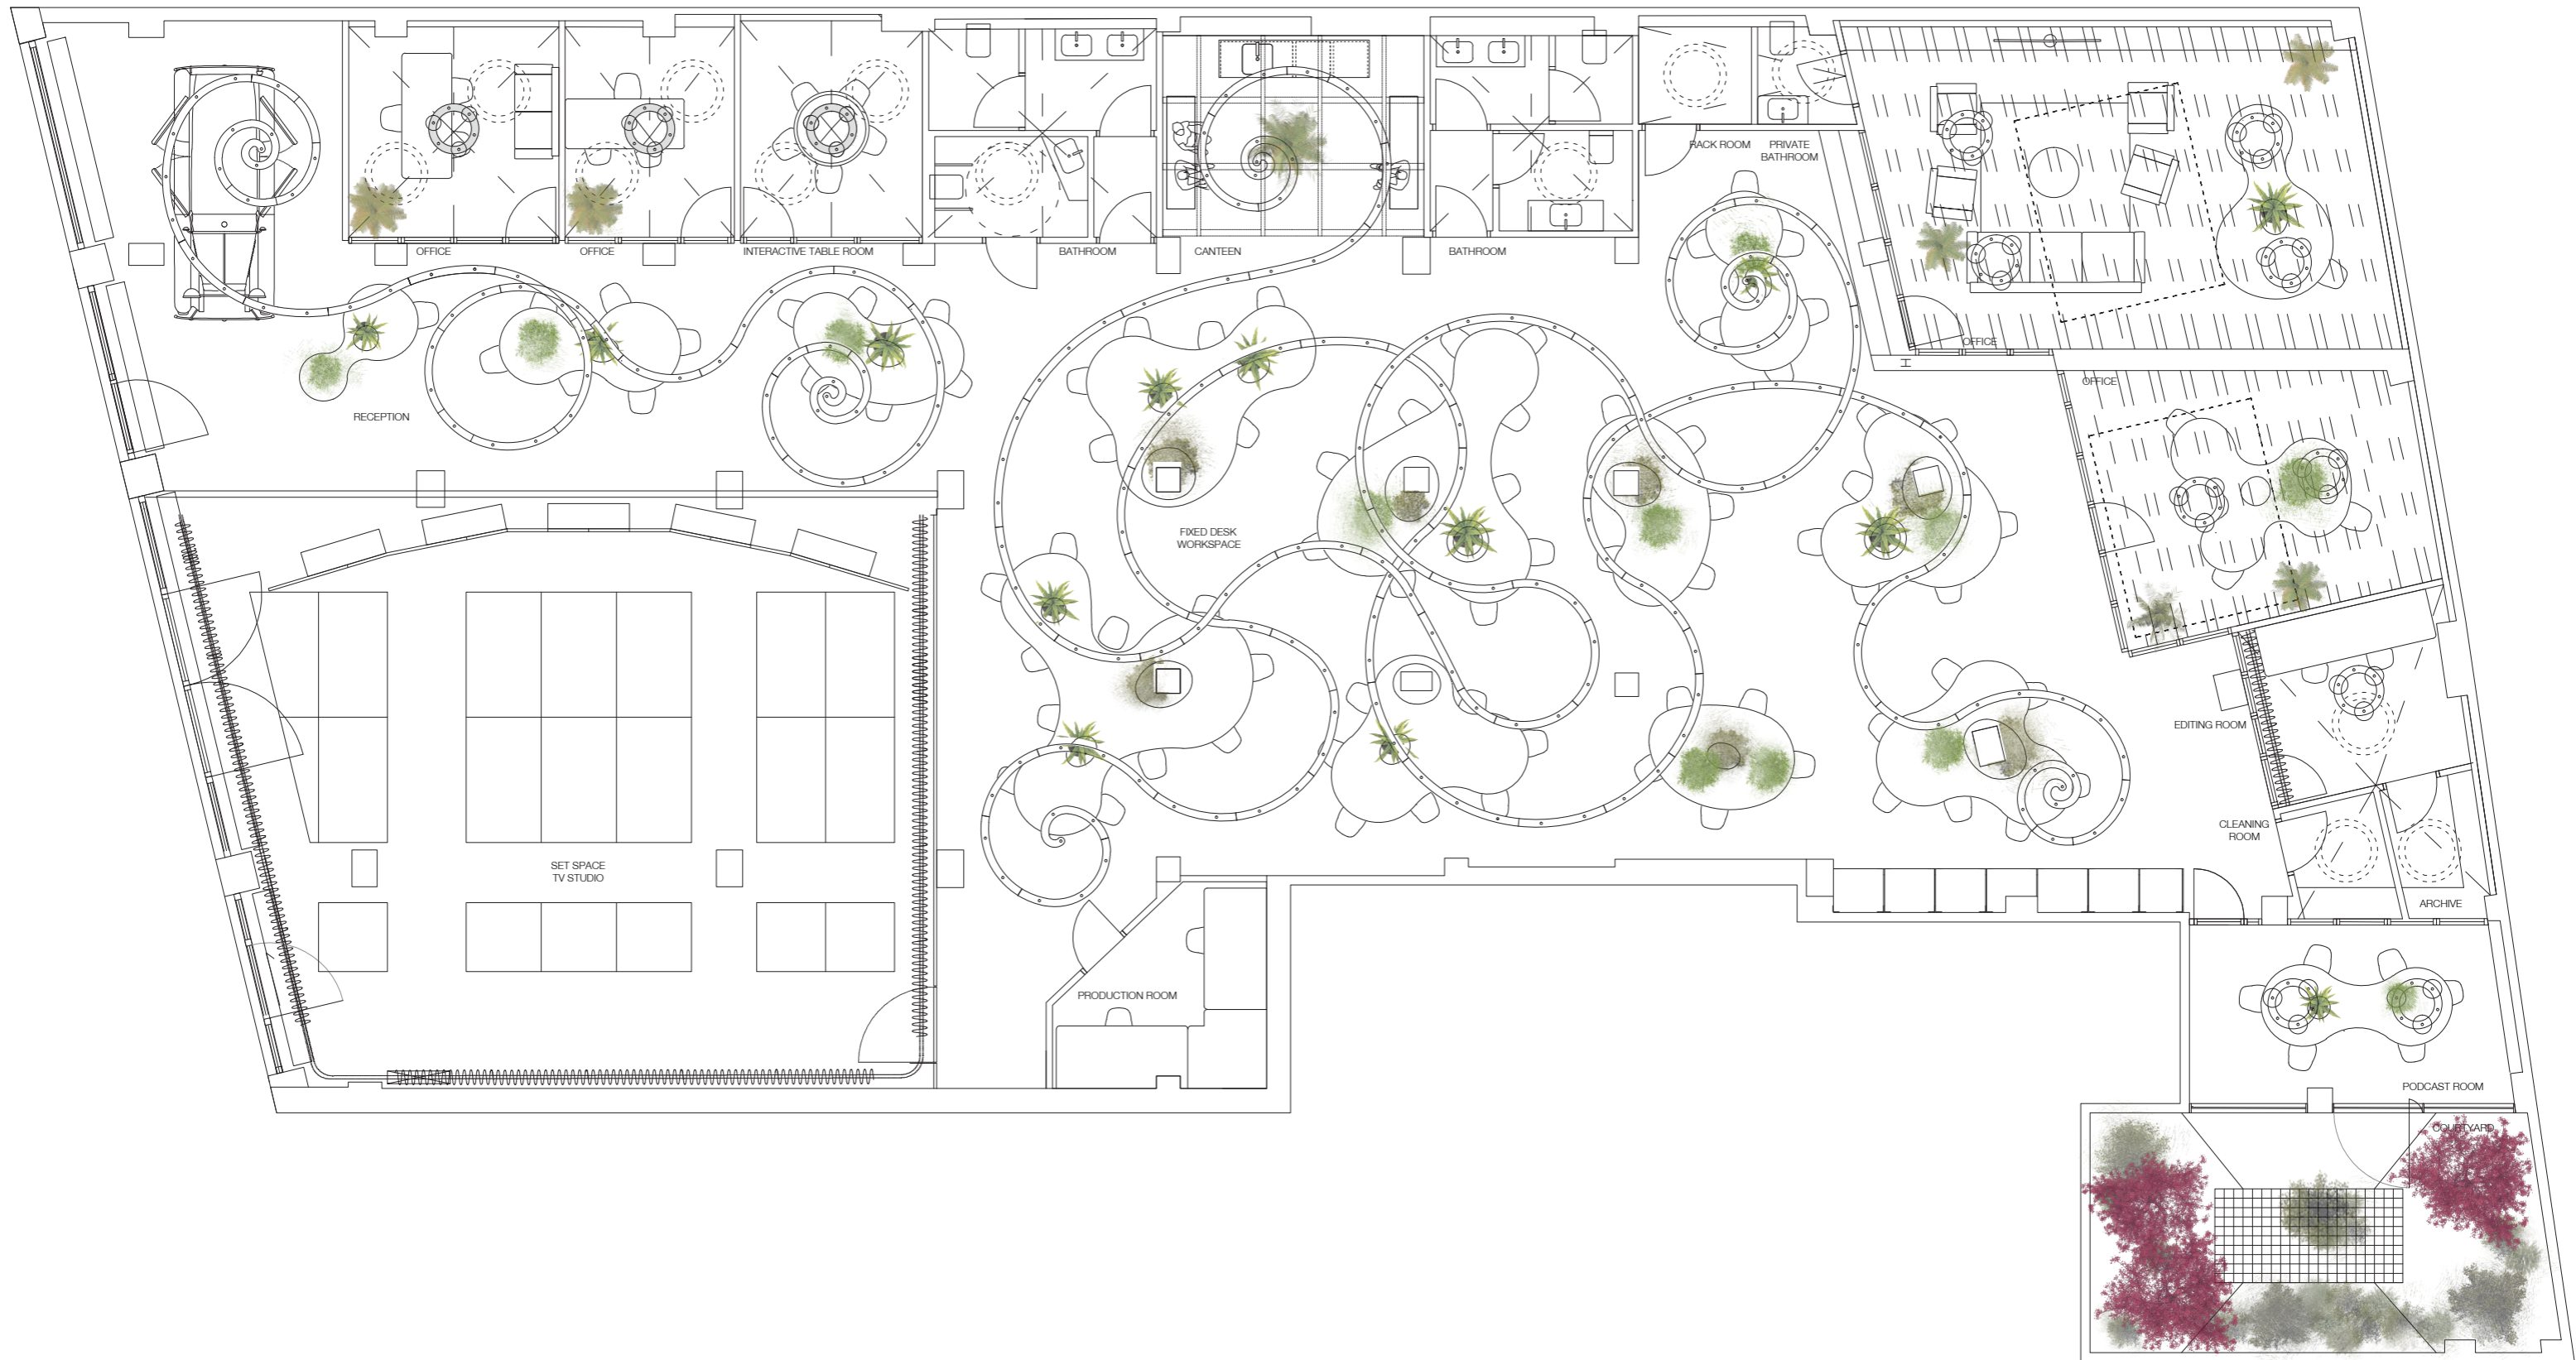 RACK ROOM
PRIVATE
BATHROOM
OFFICE
OFFICE
INTERACTIVE TABLE ROOM
BATHROOM
CANTEEN
BATHROOM
OFFICE
OFFICE
RECEPTION
FIXED DESK
WORKSPACE
EDITING ROOM
CLEANING
ROOM
SET SPACE
TV STUDIO
ARCHIVE
PRODUCTION ROOM
PODCAST ROOM
COURTYARD